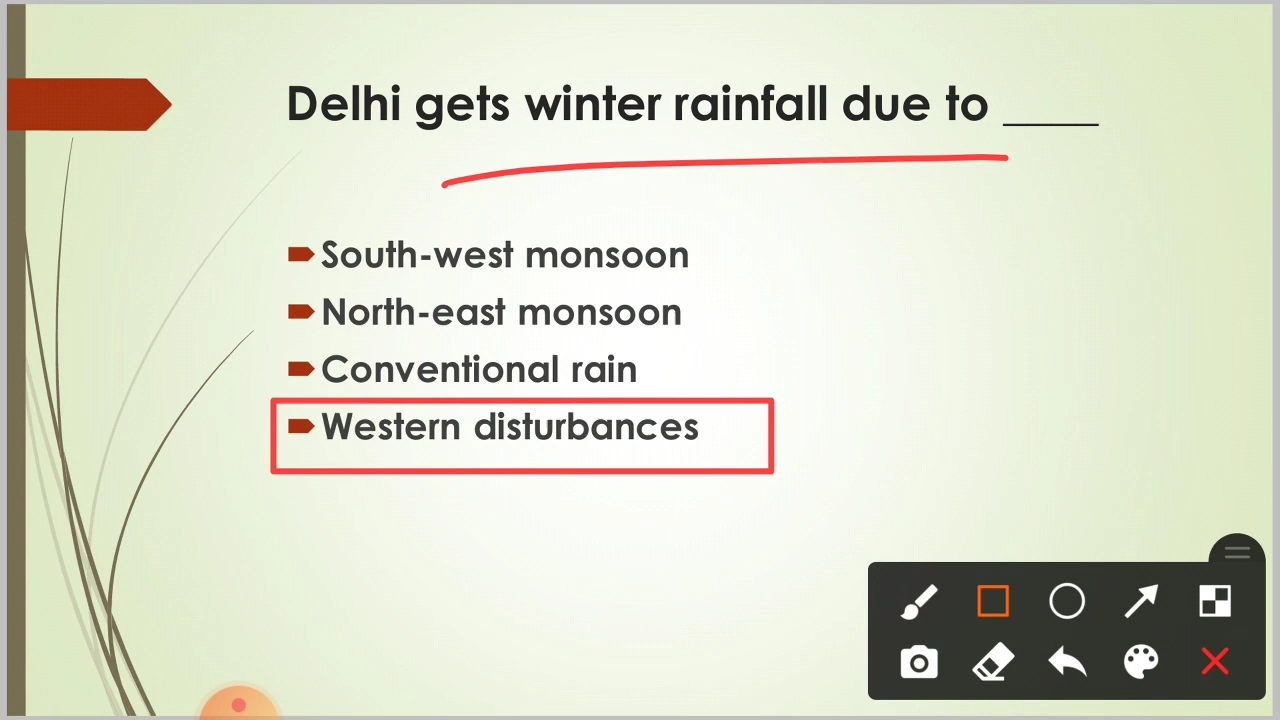 Delhi gets winter rainfall due to ____
South-west monsoon
North-east monsoon
Conventional rain
Western disturbances